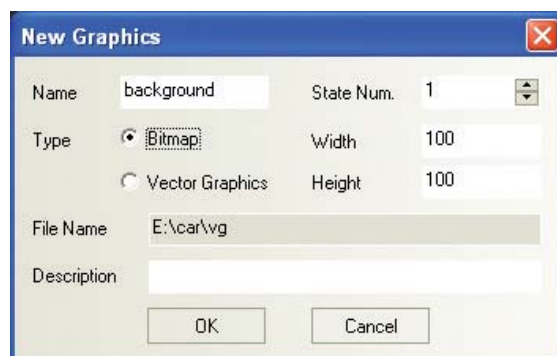 New Graphics
Name background State Num. 1
Type Bitmap Width 100
Vector Graphics Height 100
File Name E:\car\vg
Description
OK Cancel